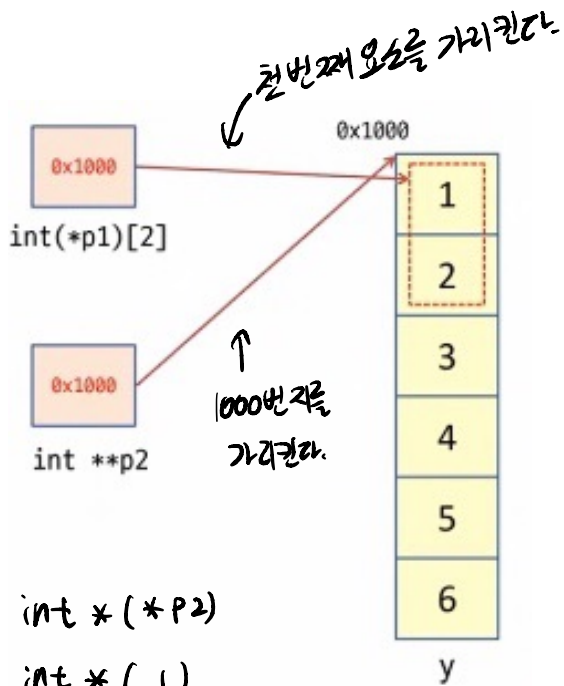 첫번째 요소를 가리킨다.
0x1000
0x1000
int(*p1)[2]
1
2
3
4
5
6
1000번지를
가리킨다.
0x1000
int **p2
int *(*p2)
int *( )
y